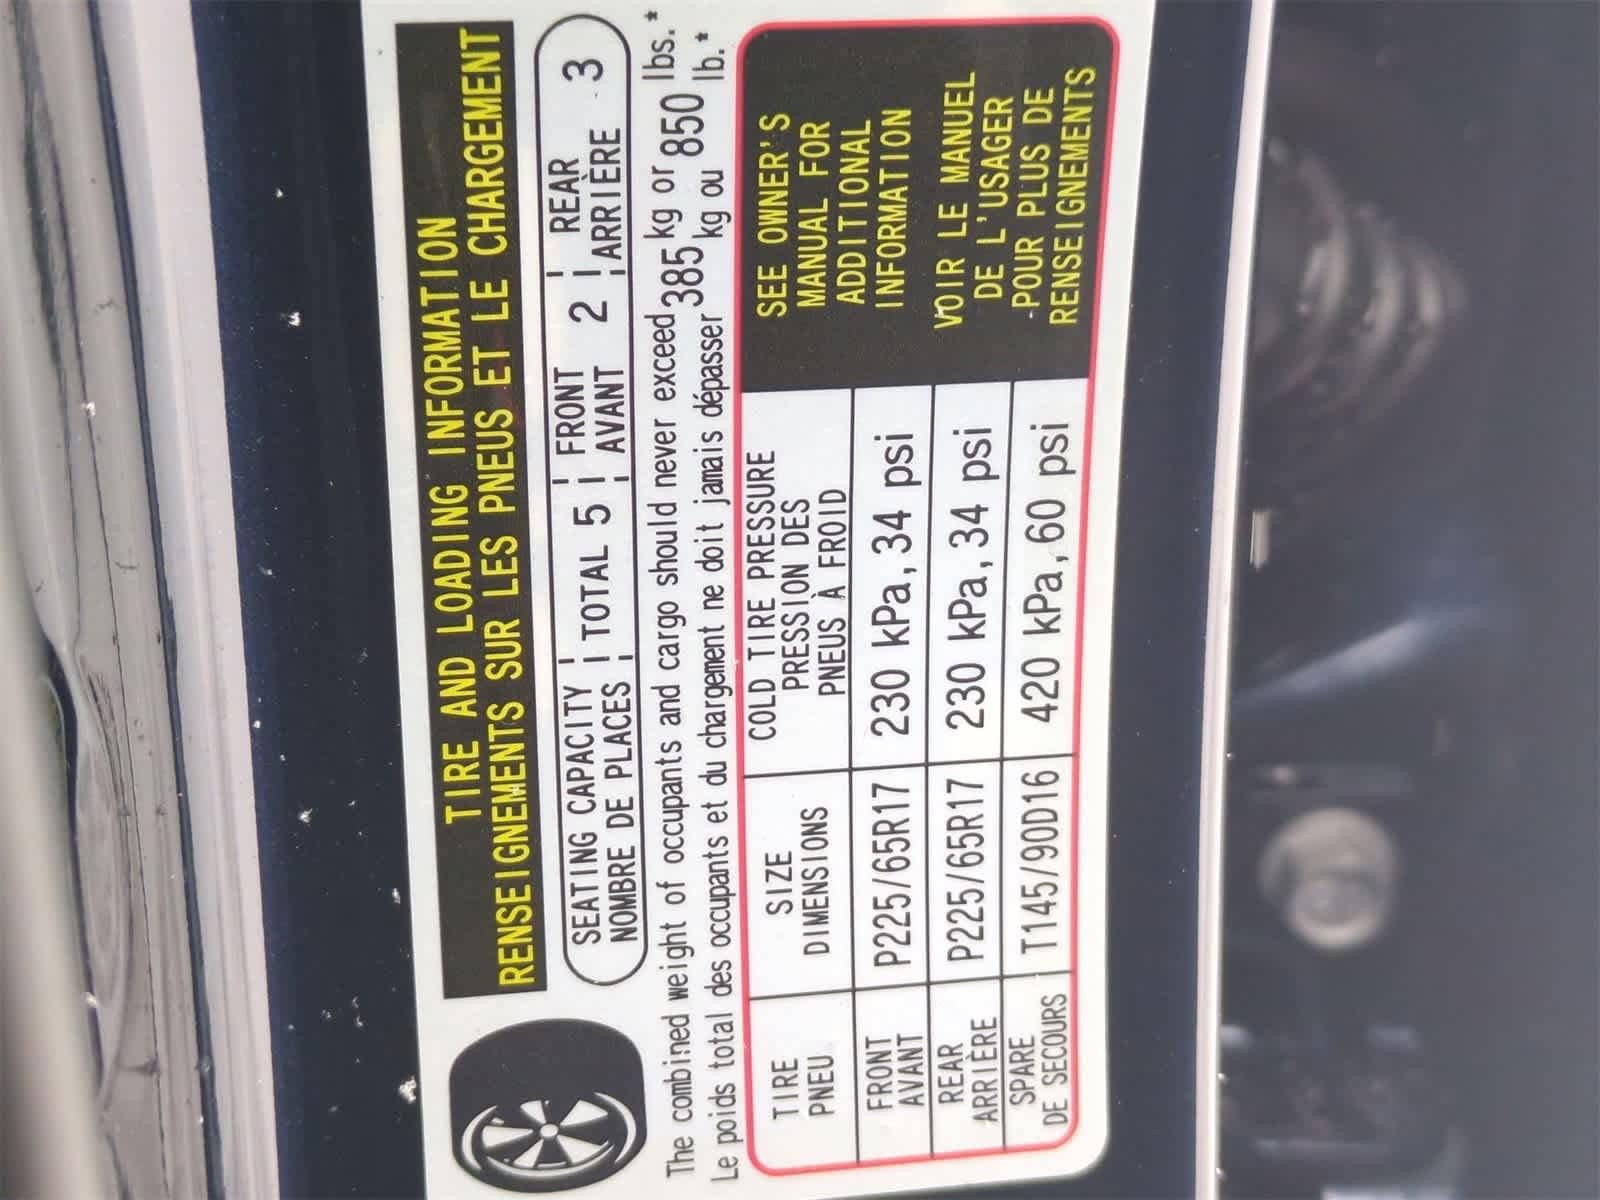 TIRE AND LOADING INFORMATION
RENSEIGNEMENTS SUR LES PNEUS ET LE CHARGEMENT
SEATING CAPACITY TOTAL 5 FRONT 2 REAR 3
NOMBRE DE PLACES AVANT ARRIÈRE
The combined weight of occupants and cargo should never exceed 385 kg or 850 lbs.*
Le poids total des occupants et du chargement ne doit jamais dépasser kg ou lb.*
TIRE
PNEU
SIZE
DIMENSIONS
COLD TIRE PRESSURE
PRESSION DES
PNEUS À FROID
FRONT
AVANT
P225/65R17
230 kPa, 34 psi
REAR
ARRIÈRE
P225/65R17
230 kPa, 34 psi
SPARE
DE SECOURS
T145/90D16
420 kPa, 60 psi
SEE OWNER'S
MANUAL FOR
ADDITIONAL
INFORMATION
VOIR LE MANUEL
DE L'USAGER
POUR PLUS DE
RENSEIGNEMENTS